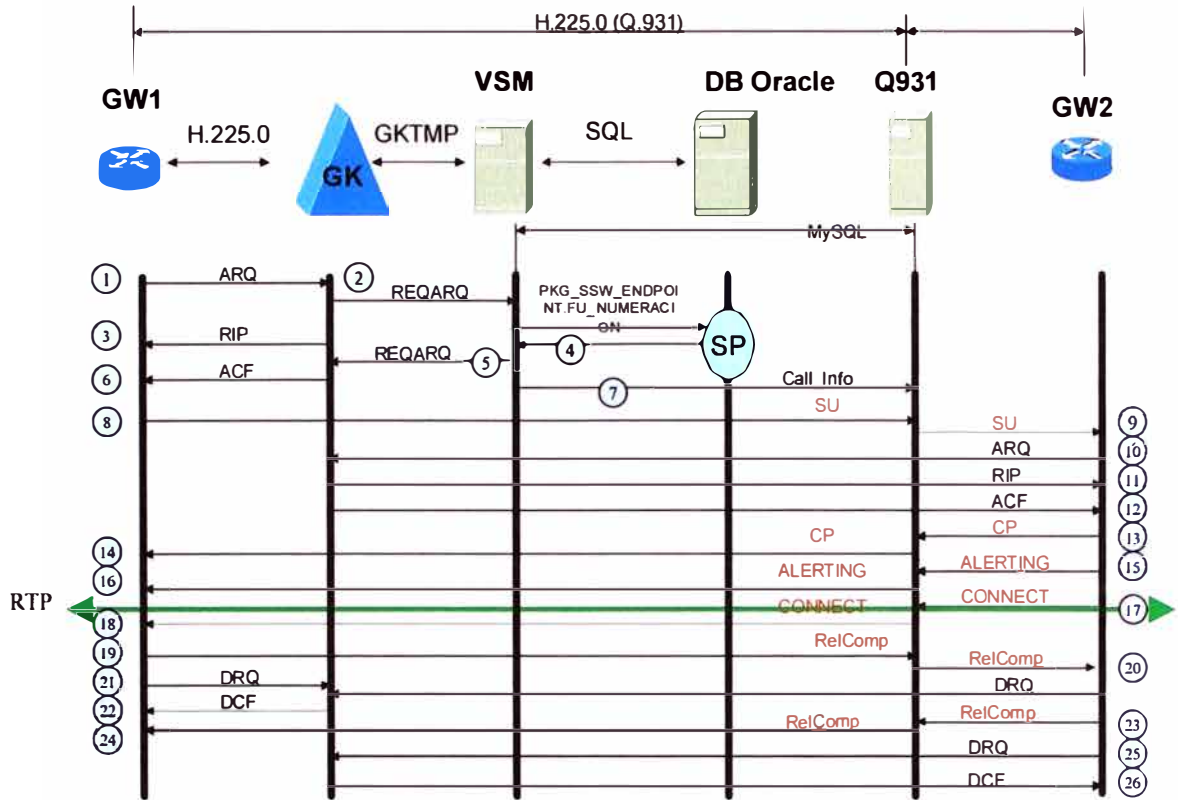 H.225.0 (Q.931)
VSM
DB Oracle
Q931
GW1
GW2
H.225.0
GKTMP
SQL
GK
MySQL
1
ARQ
2
REQARQ
PKG_SSW_ENDPOI
NT.FU_NUMERACI
ON
3
RIP
4
SP
REQARQ
5
6
ACF
7
Call Info
8
SU
SU
9
ARQ
10
RIP
11
ACF
12
CP
13
14
CP
ALERTING
15
16
ALERTING
RTP
CONNECT
CONNECT
17
18
19
RelComp
RelComp
20
21
DRQ
DRQ
22
DCF
RelComp
23
24
RelComp
DRQ
25
DCF
26